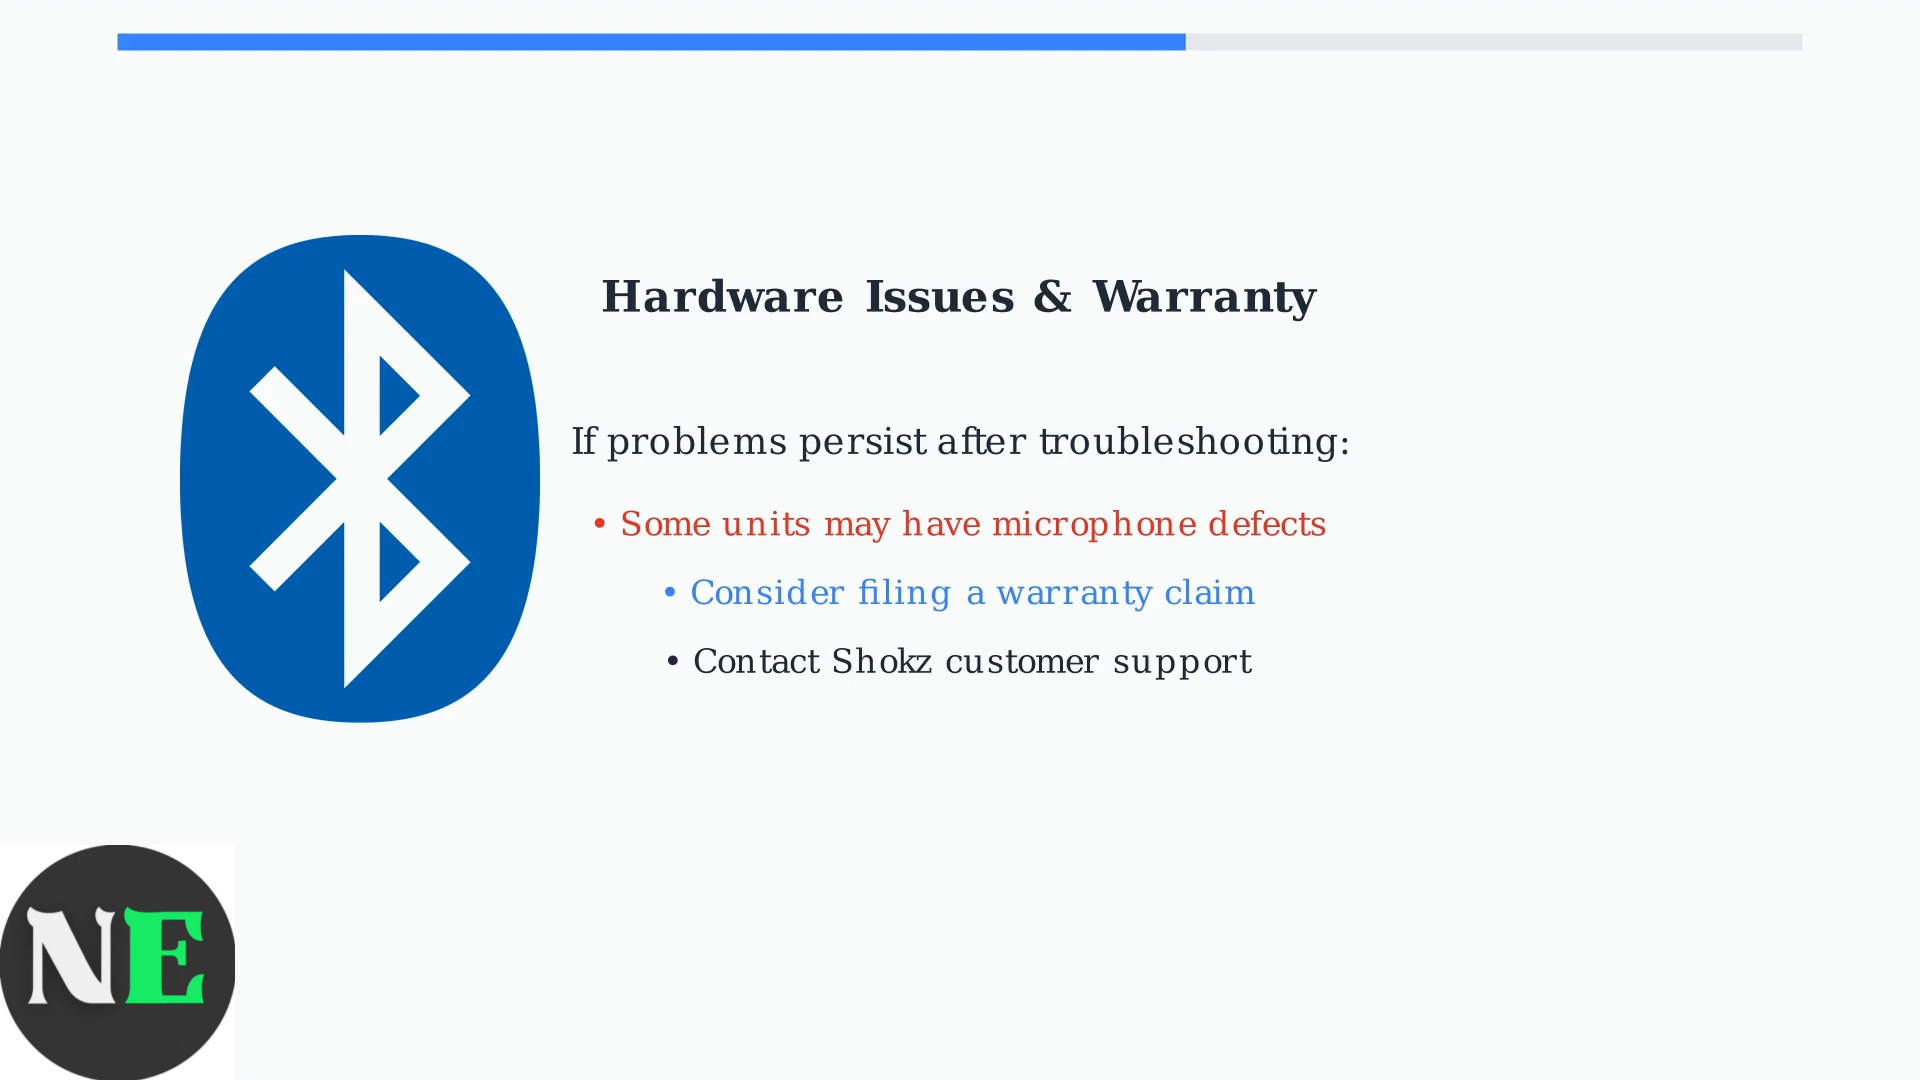 Hardware Issues & Warranty
If problems persist after troubleshooting:
• Some units may have microphone defects
• Consider filing a warranty claim
• Contact Shokz customer support
NE